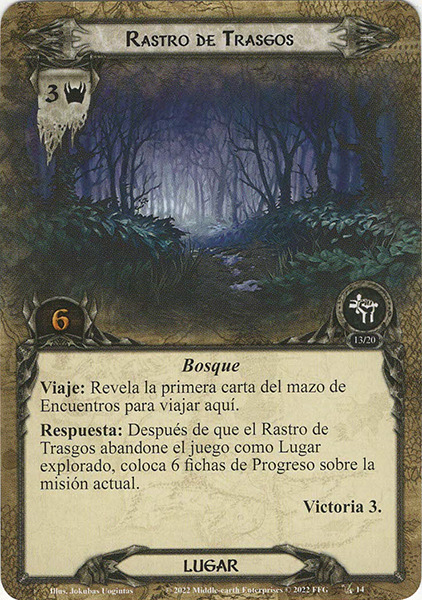 Rastro de Trasgos
3
6
13/20
Bosque
Viaje: Revela la primera carta del mazo de
Encuentros para viajar aquí.
Respuesta: Después de que el Rastro de
Trasgos abandone el juego como Lugar
explorado, coloca 6 fichas de Progreso sobre la
misión actual.
Victoria 3.
LUGAR
Illus. Jokubas Uogintas © 2022 Middle-earth Enterprises © 2022 FFG 14